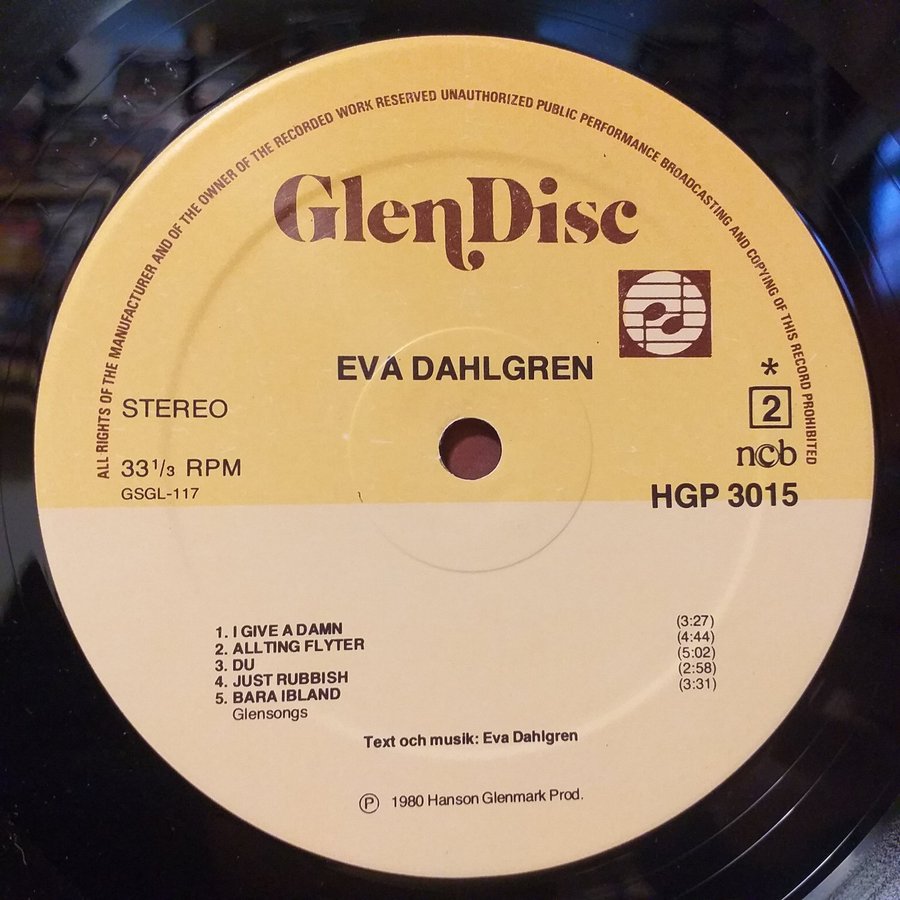 ALL RIGHTS OF THE MANUFACTURER AND OF THE OWNER OF THE RECORDED WORK RESERVED UNAUTHORIZED PUBLIC PERFORMANCE BROADCASTING AND COPYING OF THIS RECORD PROHIBITED
GlenDisc
EVA DAHLGREN
STEREO
*
2
33 1/3 RPM
ncb
GSGL-117
HGP 3015
1. I GIVE A DAMN (3:27)
2. ALLTING FLYTER (4:44)
3. DU (5:02)
4. JUST RUBBISH (2:58)
5. BARA IBLAND (3:31)
Glensongs
Text och musik: Eva Dahlgren
Ⓟ 1980 Hanson Glenmark Prod.